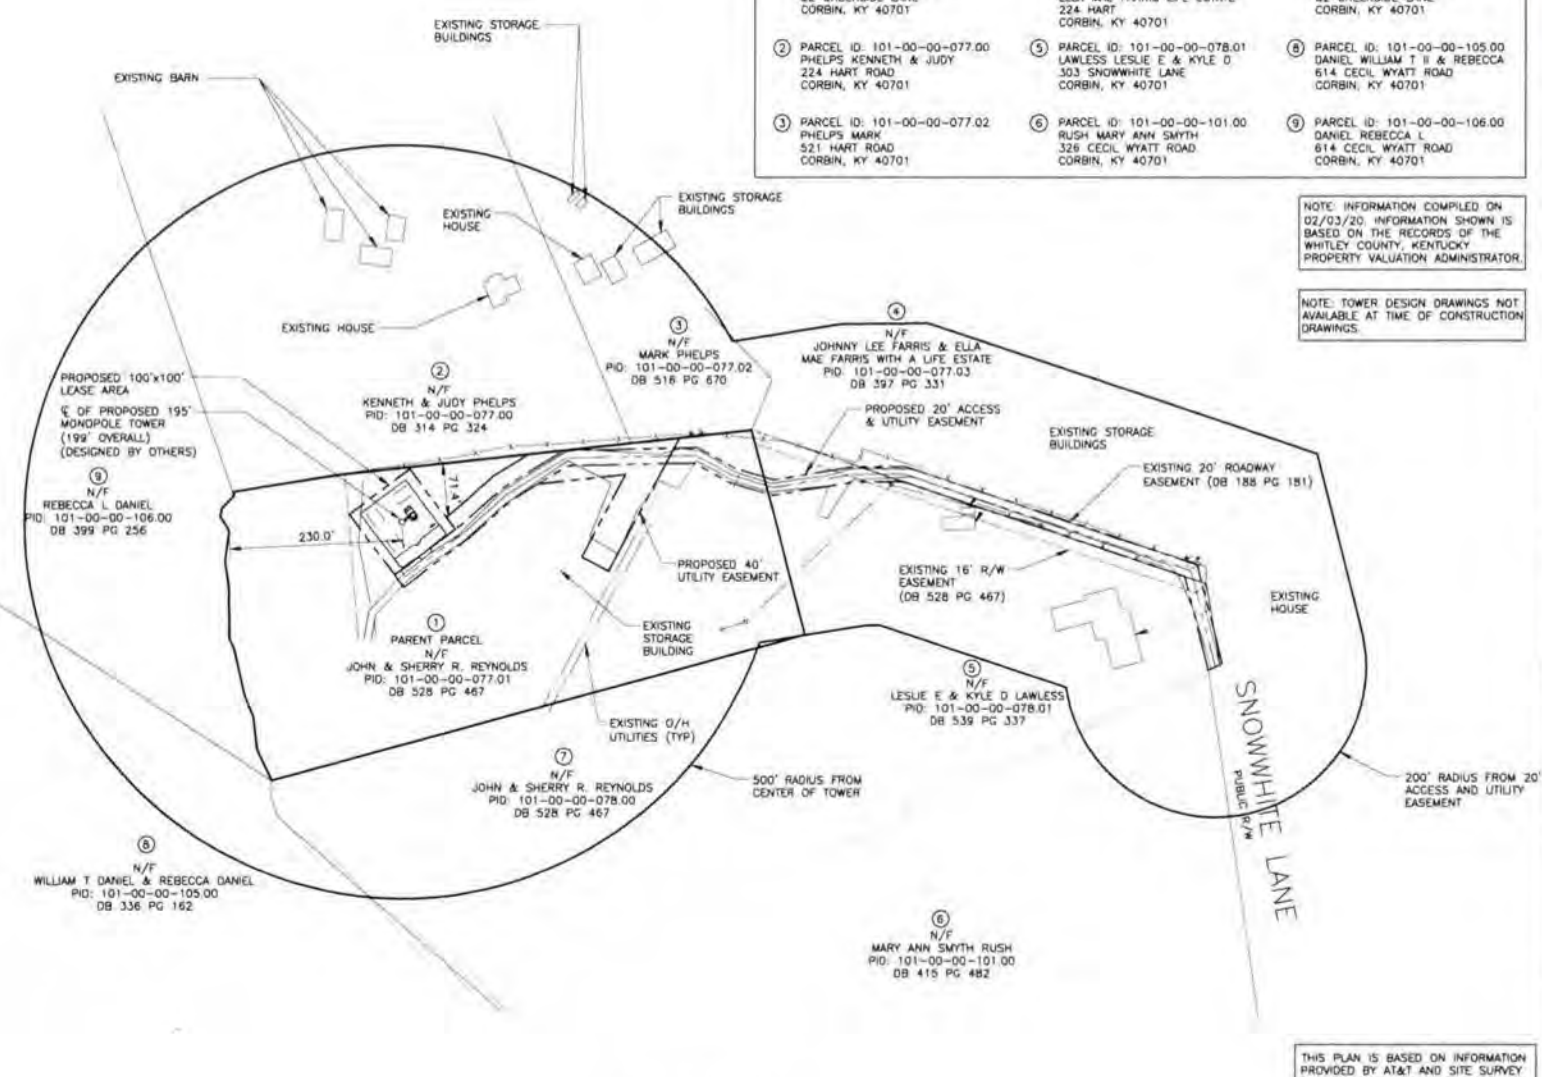 CORBIN, KY 40701
224 HART
CORBIN, KY 40701
CORBIN, KY 40701
② PARCEL ID: 101-00-00-077.00
PHELPS KENNETH & JUDY
224 HART ROAD
CORBIN, KY 40701
⑤ PARCEL ID: 101-00-00-078.01
LAWLESS LESLIE E & KYLE D
303 SNOWWHITE LANE
CORBIN, KY 40701
⑧ PARCEL ID: 101-00-00-105.00
DANIEL WILLIAM T II & REBECCA
614 CECIL WYATT ROAD
CORBIN, KY 40701
③ PARCEL ID: 101-00-00-077.02
PHELPS MARK
521 HART ROAD
CORBIN, KY 40701
⑥ PARCEL ID: 101-00-00-101.00
RUSH MARY ANN SMYTH
326 CECIL WYATT ROAD
CORBIN, KY 40701
⑨ PARCEL ID: 101-00-00-106.00
DANIEL REBECCA L
614 CECIL WYATT ROAD
CORBIN, KY 40701
NOTE: INFORMATION COMPILED ON
02/03/20. INFORMATION SHOWN IS
BASED ON THE RECORDS OF THE
WHITLEY COUNTY, KENTUCKY
PROPERTY VALUATION ADMINISTRATOR.
NOTE: TOWER DESIGN DRAWINGS NOT
AVAILABLE AT TIME OF CONSTRUCTION
DRAWINGS.
EXISTING STORAGE
BUILDINGS
EXISTING BARN
EXISTING
HOUSE
EXISTING STORAGE
BUILDINGS
EXISTING HOUSE
③
N/F
MARK PHELPS
PID: 101-00-00-077.02
DB 516 PG 670
④
N/F
JOHNNY LEE FARRIS & ELLA
MAE FARRIS WITH A LIFE ESTATE
PID: 101-00-00-077.03
DB 397 PG 331
②
N/F
KENNETH & JUDY PHELPS
PID: 101-00-00-077.00
DB 314 PG 324
PROPOSED 100'x100'
LEASE AREA
℄ OF PROPOSED 195'
MONOPOLE TOWER
(199' OVERALL)
(DESIGNED BY OTHERS)
⑨
N/F
REBECCA L DANIEL
PID: 101-00-00-106.00
DB 399 PG 256
PROPOSED 20' ACCESS
& UTILITY EASEMENT
EXISTING STORAGE
BUILDINGS
EXISTING 20' ROADWAY
EASEMENT (DB 188 PG 181)
71.4'
230.0'
PROPOSED 40'
UTILITY EASEMENT
EXISTING 16' R/W
EASEMENT
(DB 528 PG 467)
EXISTING
HOUSE
①
PARENT PARCEL
N/F
JOHN & SHERRY R. REYNOLDS
PID: 101-00-00-077.01
DB 528 PG 467
EXISTING
STORAGE
BUILDING
⑤
N/F
LESLIE E & KYLE D LAWLESS
PID: 101-00-00-078.01
DB 539 PG 337
EXISTING O/H
UTILITIES (TYP)
⑦
N/F
JOHN & SHERRY R. REYNOLDS
PID: 101-00-00-078.00
DB 528 PG 467
500' RADIUS FROM
CENTER OF TOWER
SNOWWHITE LANE
PUBLIC R/W
200' RADIUS FROM 20'
ACCESS AND UTILITY
EASEMENT
⑧
N/F
WILLIAM T DANIEL & REBECCA DANIEL
PID: 101-00-00-105.00
DB 336 PG 162
⑥
N/F
MARY ANN SMYTH RUSH
PID: 101-00-00-101.00
DB 415 PG 482
THIS PLAN IS BASED ON INFORMATION
PROVIDED BY AT&T AND SITE SURVEY